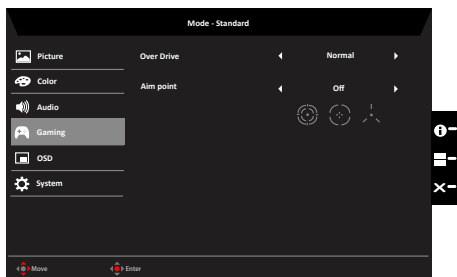 Mode - Standard
Picture
Over Drive Normal
Color
Aim point Off
Audio
Gaming
OSD
System
Move Enter